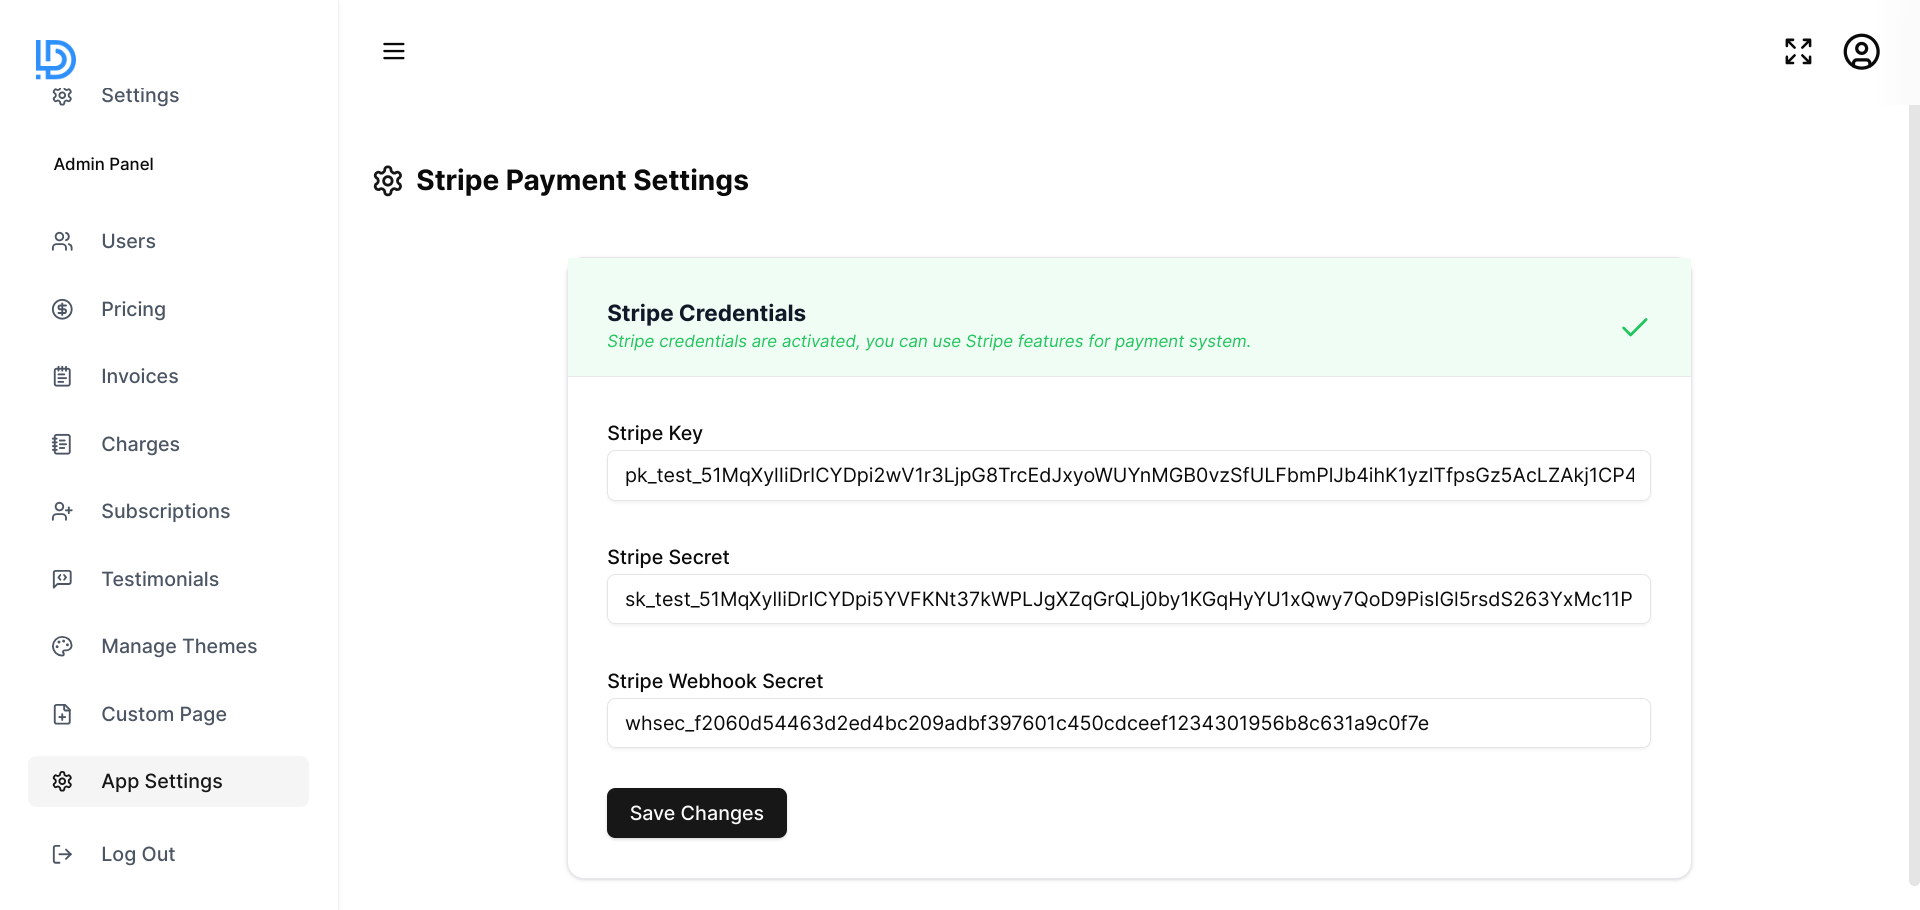 Settings
Admin Panel
Users
Pricing
Invoices
Charges
Subscriptions
Testimonials
Manage Themes
Custom Page
App Settings
Log Out
Stripe Payment Settings
Stripe Credentials
Stripe credentials are activated, you can use Stripe features for payment system.
Stripe Key
Stripe Secret
Stripe Webhook Secret
whsec_f2060d54463d2ed4bc209adbf397601c450cdceef1234301956b8c631a9c0f7e
Save Changes